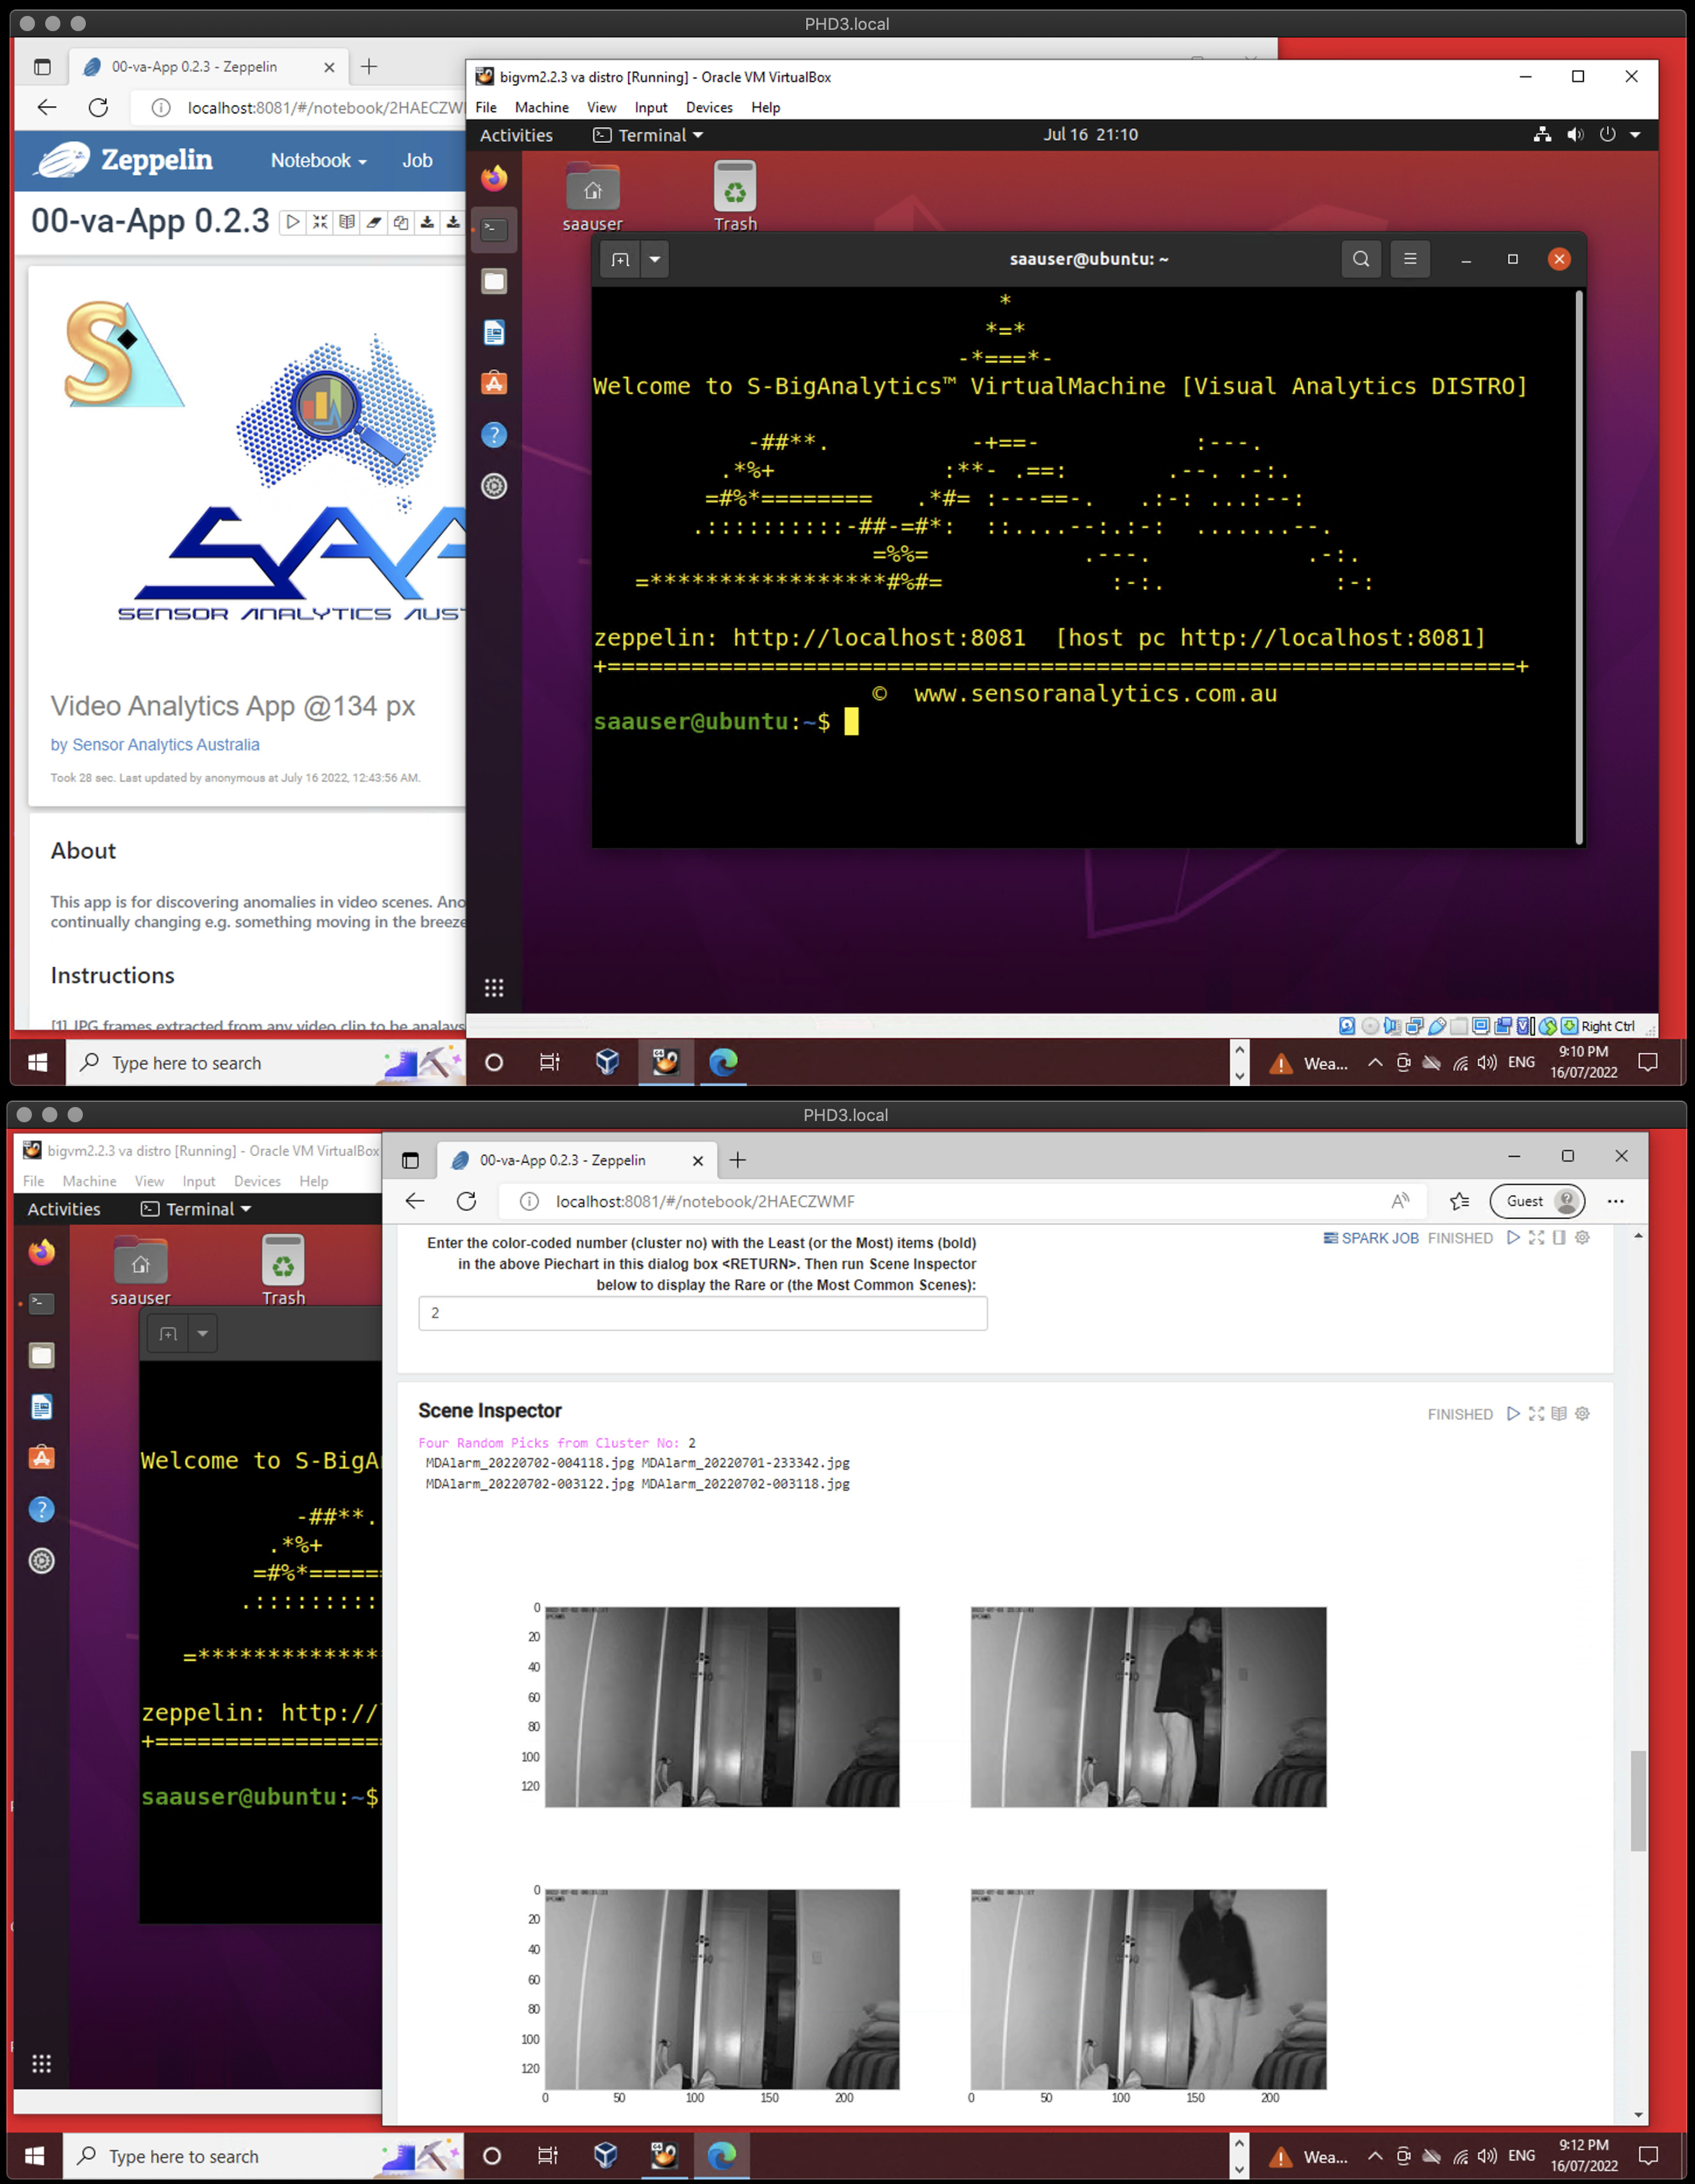 PHD3.local
00-va-App 0.2.3 - Zeppelin
localhost:8081/#/notebook/2HAECZW
Zeppelin Notebook Job
00-va-App 0.2.3
S
SAA
SENSOR ANALYTICS AUS
Video Analytics App @134 px
by Sensor Analytics Australia
Took 28 sec. Last updated by anonymous at July 16 2022, 12:43:56 AM.
About
This app is for discovering anomalies in video scenes. Ano
continually changing e.g. something moving in the breeze
Instructions
[1] JPG frames extracted from any video clip to be analays
bigvm2.2.3 va distro [Running] - Oracle VM VirtualBox
File Machine View Input Devices Help
Activities Terminal Jul 16 21:10
saauser Trash
saauser@ubuntu: ~
*
*=*
-*===*-
Welcome to S-BigAnalytics™ VirtualMachine [Visual Analytics DISTRO]
-##**. -+==- :---.
.*%+ :**- .==: .--. .-:.
=#%*======== .*#= :---==-. .:-: ...:--:
.::::::::::-##-=#*: ::....--:.:-: .......--.
=%%= .---. .-:.
=*****************#%#= :-:. :-:
zeppelin: http://localhost:8081 [host pc http://localhost:8081]
+=================================================================+
© www.sensoranalytics.com.au
saauser@ubuntu:~$
Right Ctrl
Type here to search
Wea... ENG 9:10 PM
16/07/2022
PHD3.local
bigvm2.2.3 va distro [Running] - Oracle VM VirtualBox
File Machine View Input Devices Help
Activities Terminal
saauser Trash
Welcome to S-BigA
-##**.
.*%+
=#%*======
.:::::::::
=*************
zeppelin: http://
+=================
saauser@ubuntu:~$
00-va-App 0.2.3 - Zeppelin
localhost:8081/#/notebook/2HAECZWMF
Guest
Enter the color-coded number (cluster no) with the Least (or the Most) items (bold)
in the above Piechart in this dialog box <RETURN>. Then run Scene Inspector
below to display the Rare or (the Most Common Scenes):
SPARK JOB FINISHED
2
Scene Inspector
FINISHED
Four Random Picks from Cluster No: 2
MDAlarm_20220702-004118.jpg MDAlarm_20220701-233342.jpg
MDAlarm_20220702-003122.jpg MDAlarm_20220702-003118.jpg
0
20
40
60
80
100
120
0
20
40
60
80
100
120
0 50 100 150 200
0 50 100 150 200
Type here to search
Wea... ENG 9:12 PM
16/07/2022